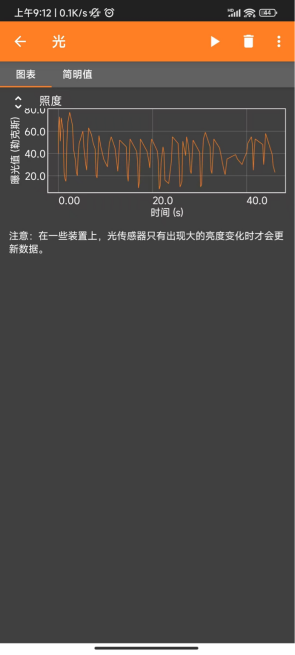 上午9:12 | 0.1K/s
44
光
图表 简明值
照度
80.0
60.0
40.0
20.0
曝光值 (勒克斯)
0.00 20.0 40.0
时间 (s)
注意：在一些装置上，光传感器只有出现大的亮度变化时才会更
新数据。